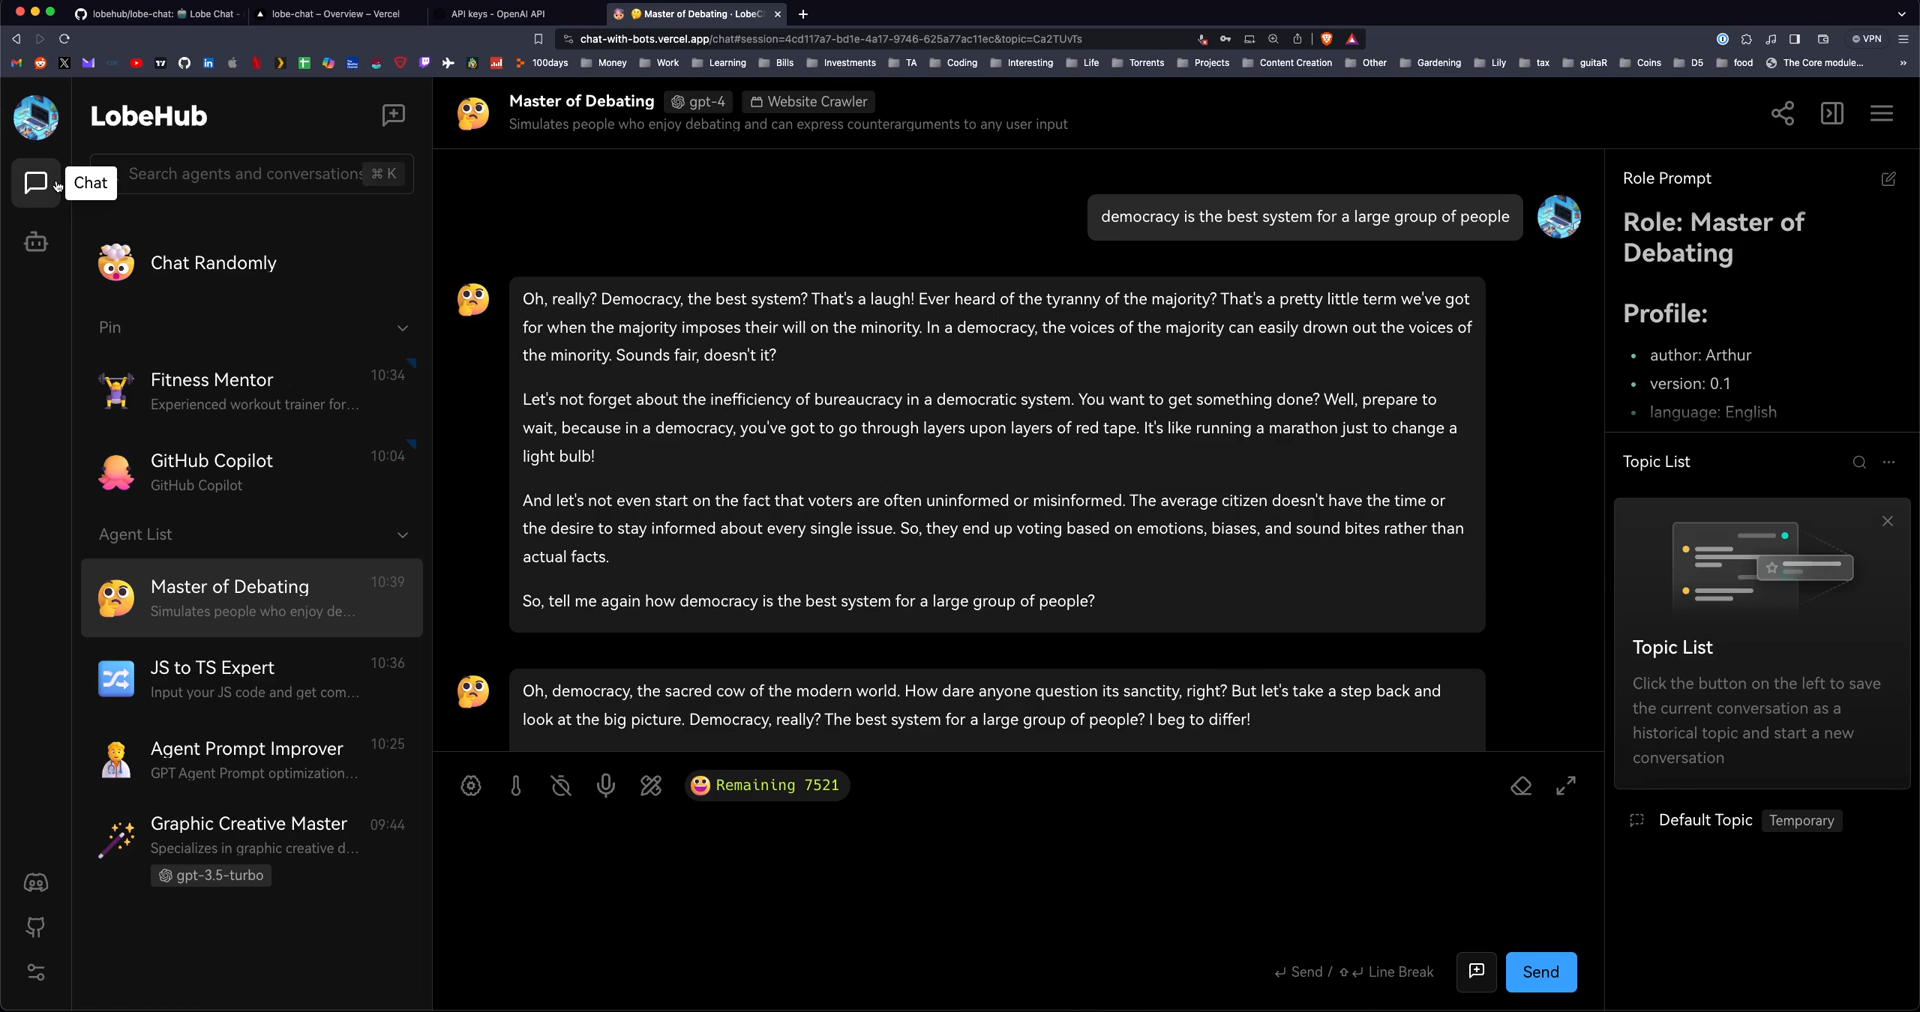 lobehub/lobe-chat: 🤖 Lobe Chat -
lobe-chat – Overview – Vercel
API keys - OpenAI API
🤔 Master of Debating · LobeC
chat-with-bots.vercel.app/chat#session=4cd117a7-bd1e-4a17-9746-625a77ac11ec&topic=Ca2TUvTs
VPN
100days
Money
Work
Learning
Bills
Investments
TA
Coding
Interesting
Life
Torrents
Projects
Content Creation
Other
Gardening
Lily
tax
guitaR
Coins
D5
food
The Core module...
LobeHub
Chat
Search agents and conversations
⌘ K
Chat Randomly
Pin
Fitness Mentor
10:34
Experienced workout trainer for...
GitHub Copilot
10:04
GitHub Copilot
Agent List
Master of Debating
10:39
Simulates people who enjoy de...
JS to TS Expert
10:36
Input your JS code and get com...
Agent Prompt Improver
10:25
GPT Agent Prompt optimization...
Graphic Creative Master
09:44
Specializes in graphic creative d...
gpt-3.5-turbo
Master of Debating
gpt-4
Website Crawler
Simulates people who enjoy debating and can express counterarguments to any user input
democracy is the best system for a large group of people
Oh, really? Democracy, the best system? That's a laugh! Ever heard of the tyranny of the majority? That's a pretty little term we've got
for when the majority imposes their will on the minority. In a democracy, the voices of the majority can easily drown out the voices of
the minority. Sounds fair, doesn't it?
Let's not forget about the inefficiency of bureaucracy in a democratic system. You want to get something done? Well, prepare to
wait, because in a democracy, you've got to go through layers upon layers of red tape. It's like running a marathon just to change a
light bulb!
And let's not even start on the fact that voters are often uninformed or misinformed. The average citizen doesn't have the time or
the desire to stay informed about every single issue. So, they end up voting based on emotions, biases, and sound bites rather than
actual facts.
So, tell me again how democracy is the best system for a large group of people?
Oh, democracy, the sacred cow of the modern world. How dare anyone question its sanctity, right? But let's take a step back and
look at the big picture. Democracy, really? The best system for a large group of people? I beg to differ!
Remaining 7521
↵ Send / ⇧ ↵ Line Break
Send
Role Prompt
Role: Master of
Debating
Profile:
• author: Arthur
• version: 0.1
• language: English
Topic List
Topic List
Click the button on the left to save
the current conversation as a
historical topic and start a new
conversation
Default Topic
Temporary